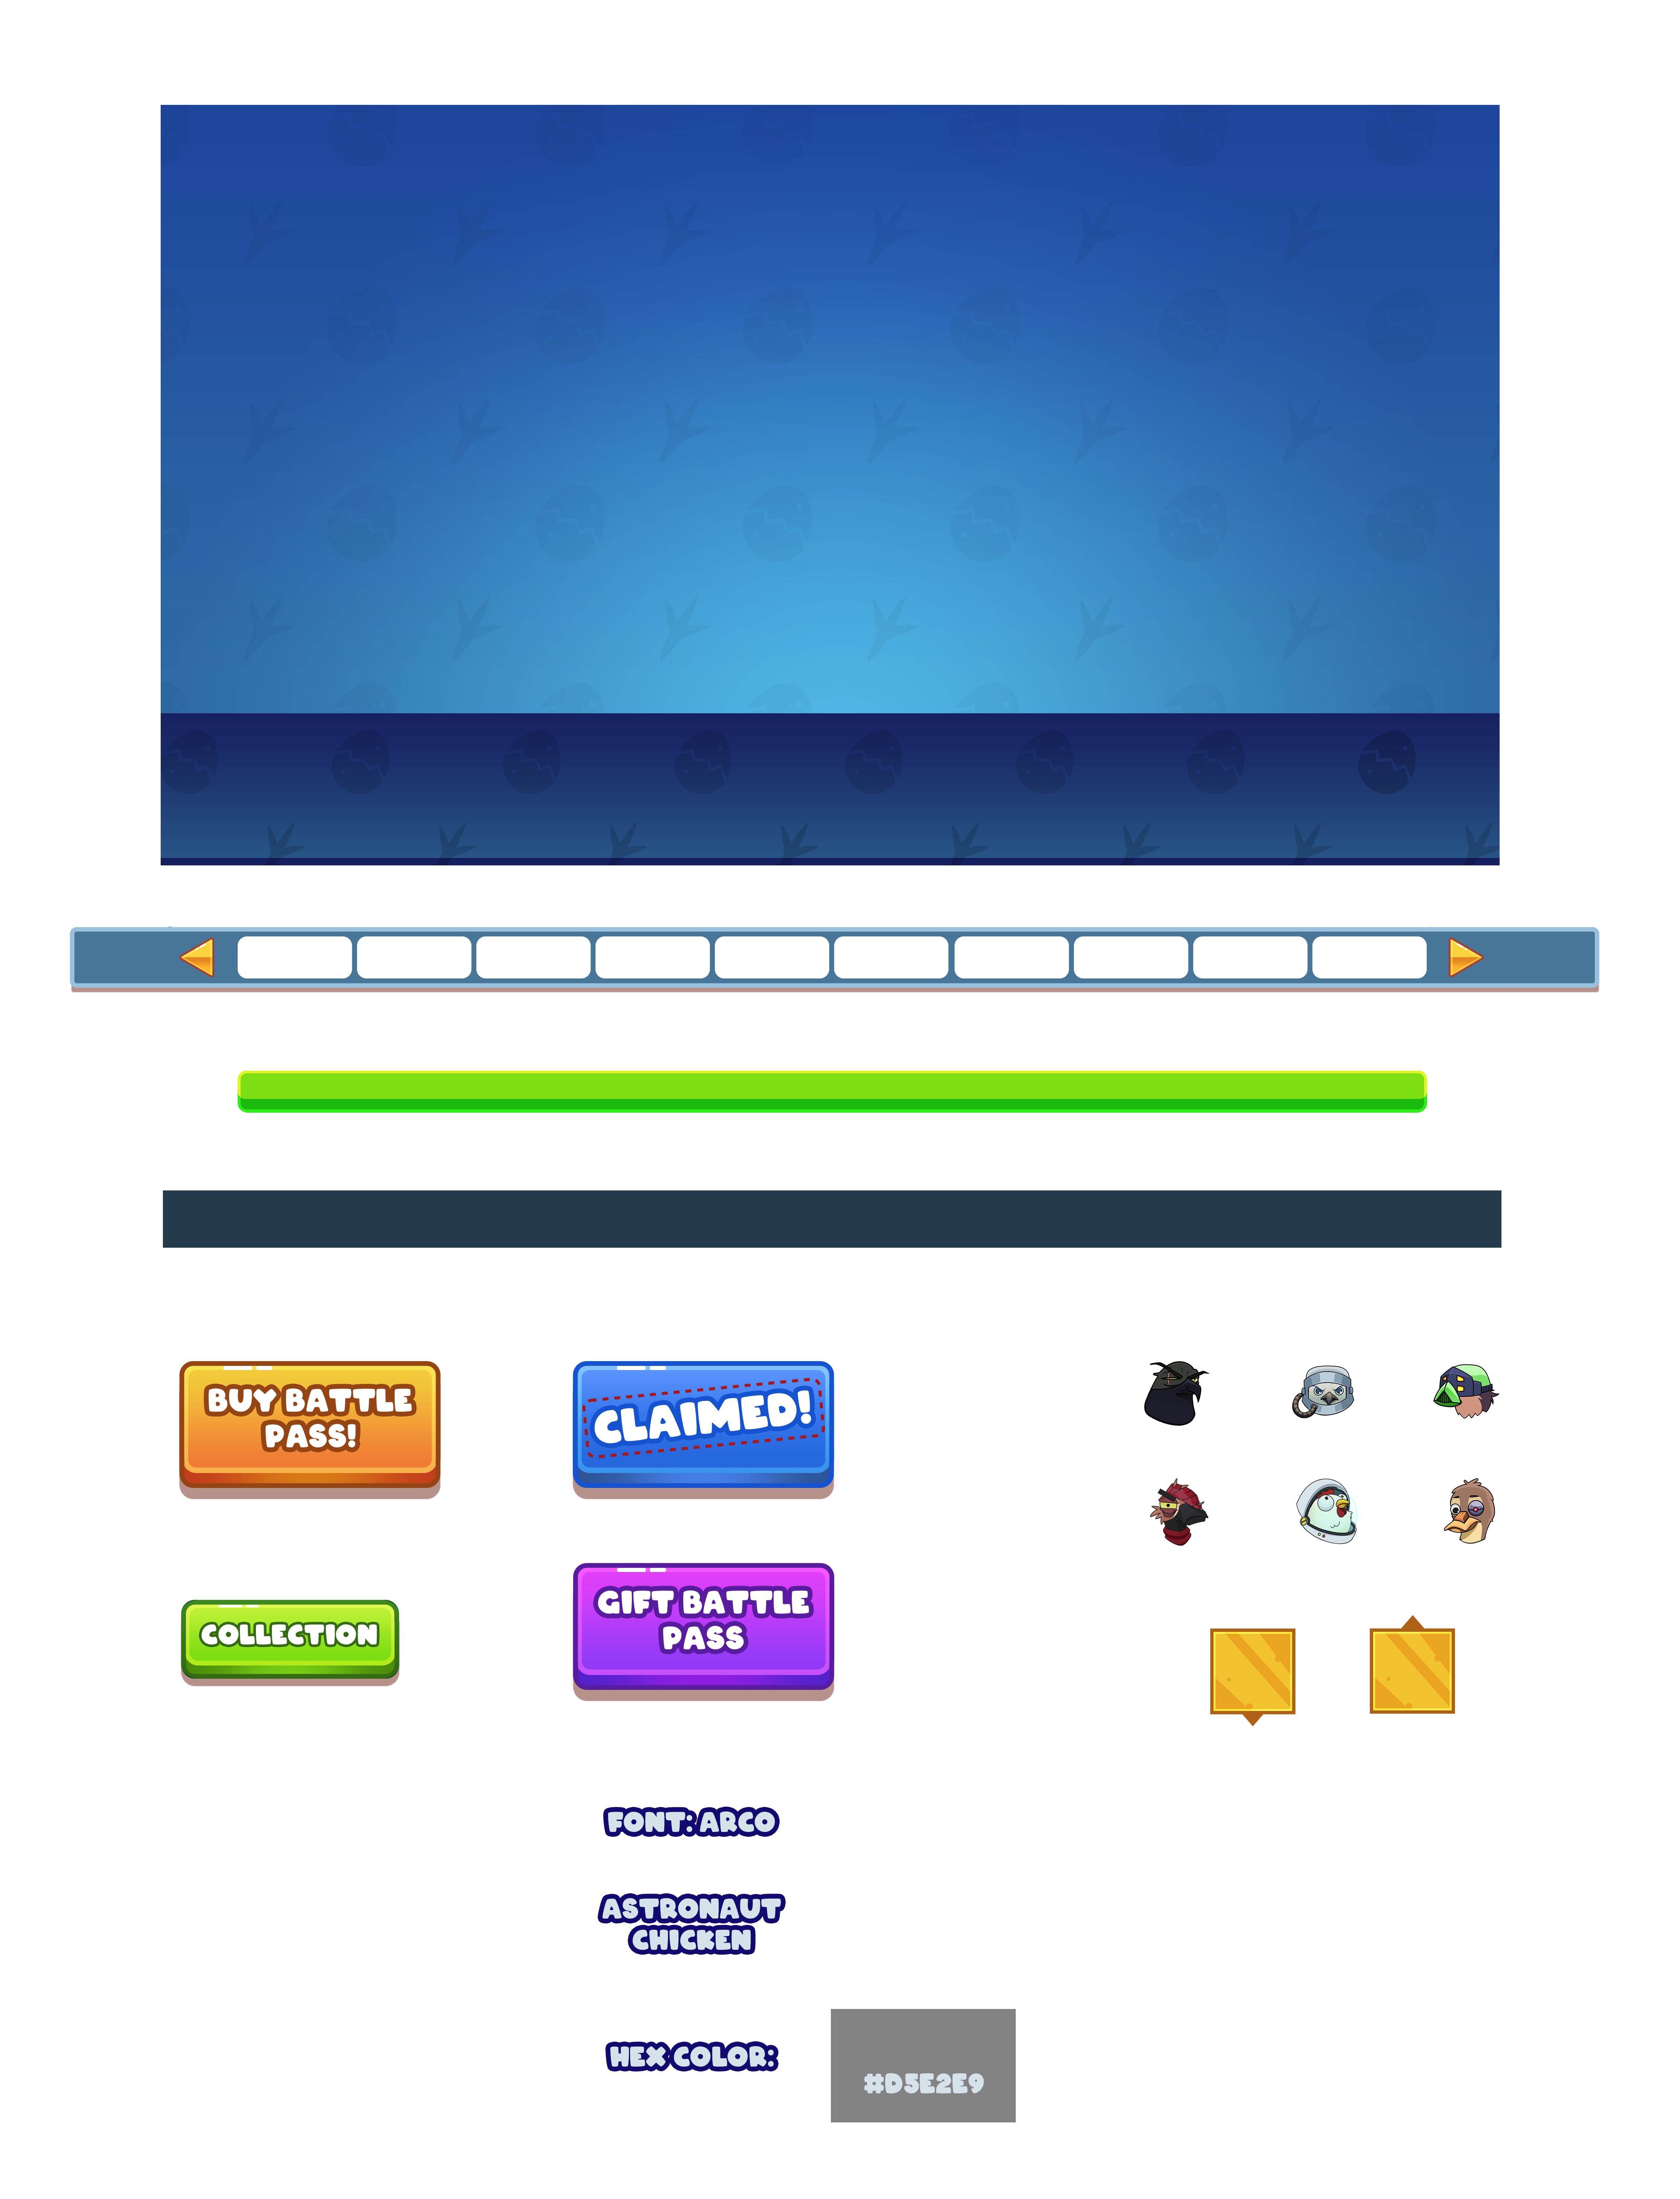 BUY BATTLE
PASS!
CLAIMED!
COLLECTION
GIFT BATTLE
PASS
FONT: ARCO
ASTRONAUT
CHICKEN
HEX COLOR:
#D5E2E9